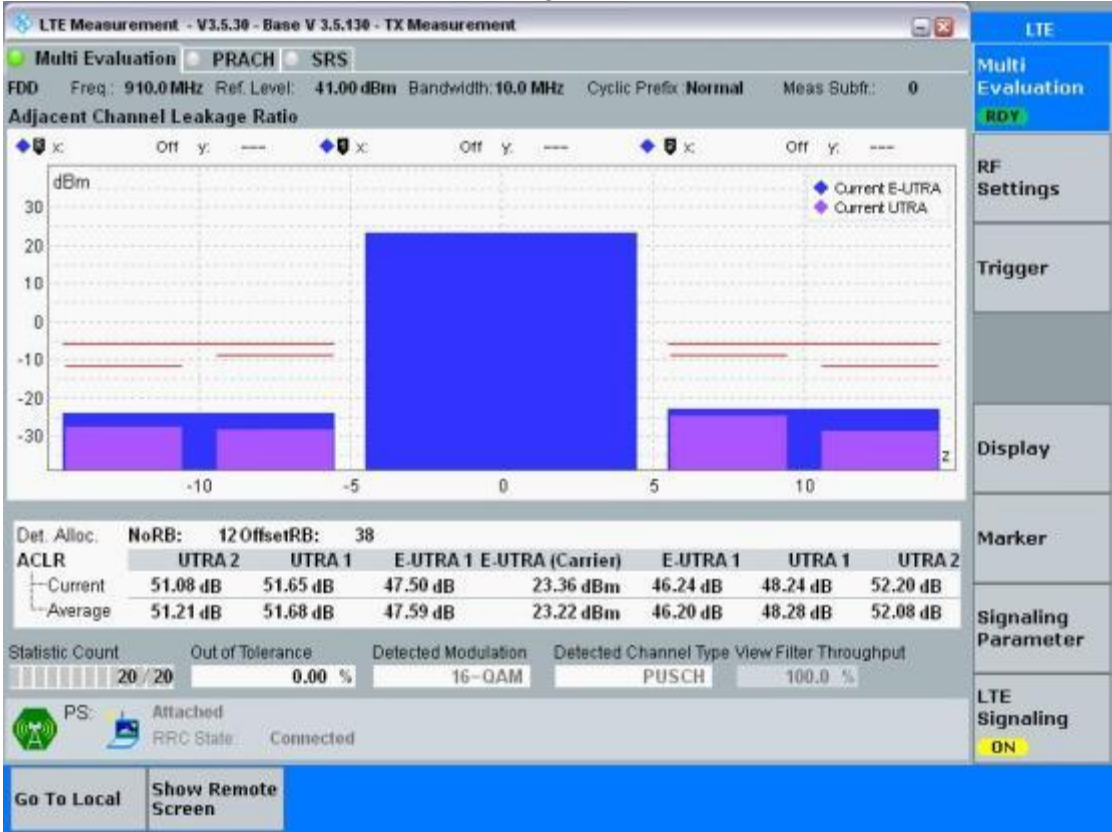 LTE Measurement - V3.5.30 - Base V 3.5.130 - TX Measurement
LTE
Multi Evaluation PRACH SRS
Multi
Evaluation
RDY
FDD Freq.: 910.0 MHz Ref. Level: 41.00 dBm Bandwidth: 10.0 MHz Cyclic Prefix: Normal Meas Subfr.: 0
Adjacent Channel Leakage Ratio
x: Off y: --- x: Off y: --- x: Off y: ---
dBm
Current E-UTRA
Current UTRA
30
20
10
0
-10
-20
-30
z
-10 -5 0 5 10
RF
Settings
Trigger
Display
Marker
Signaling
Parameter
LTE
Signaling
ON
Det. Alloc. NoRB: 12 OffsetRB: 38
ACLR UTRA 2 UTRA 1 E-UTRA 1 E-UTRA (Carrier) E-UTRA 1 UTRA 1 UTRA 2
Current 51.08 dB 51.65 dB 47.50 dB 23.36 dBm 46.24 dB 48.24 dB 52.20 dB
Average 51.21 dB 51.68 dB 47.59 dB 23.22 dBm 46.20 dB 48.28 dB 52.08 dB
Statistic Count Out of Tolerance Detected Modulation Detected Channel Type View Filter Throughput
20 / 20 0.00 % 16-QAM PUSCH 100.0 %
PS: Attached
RRC State: Connected
Go To Local
Show Remote
Screen